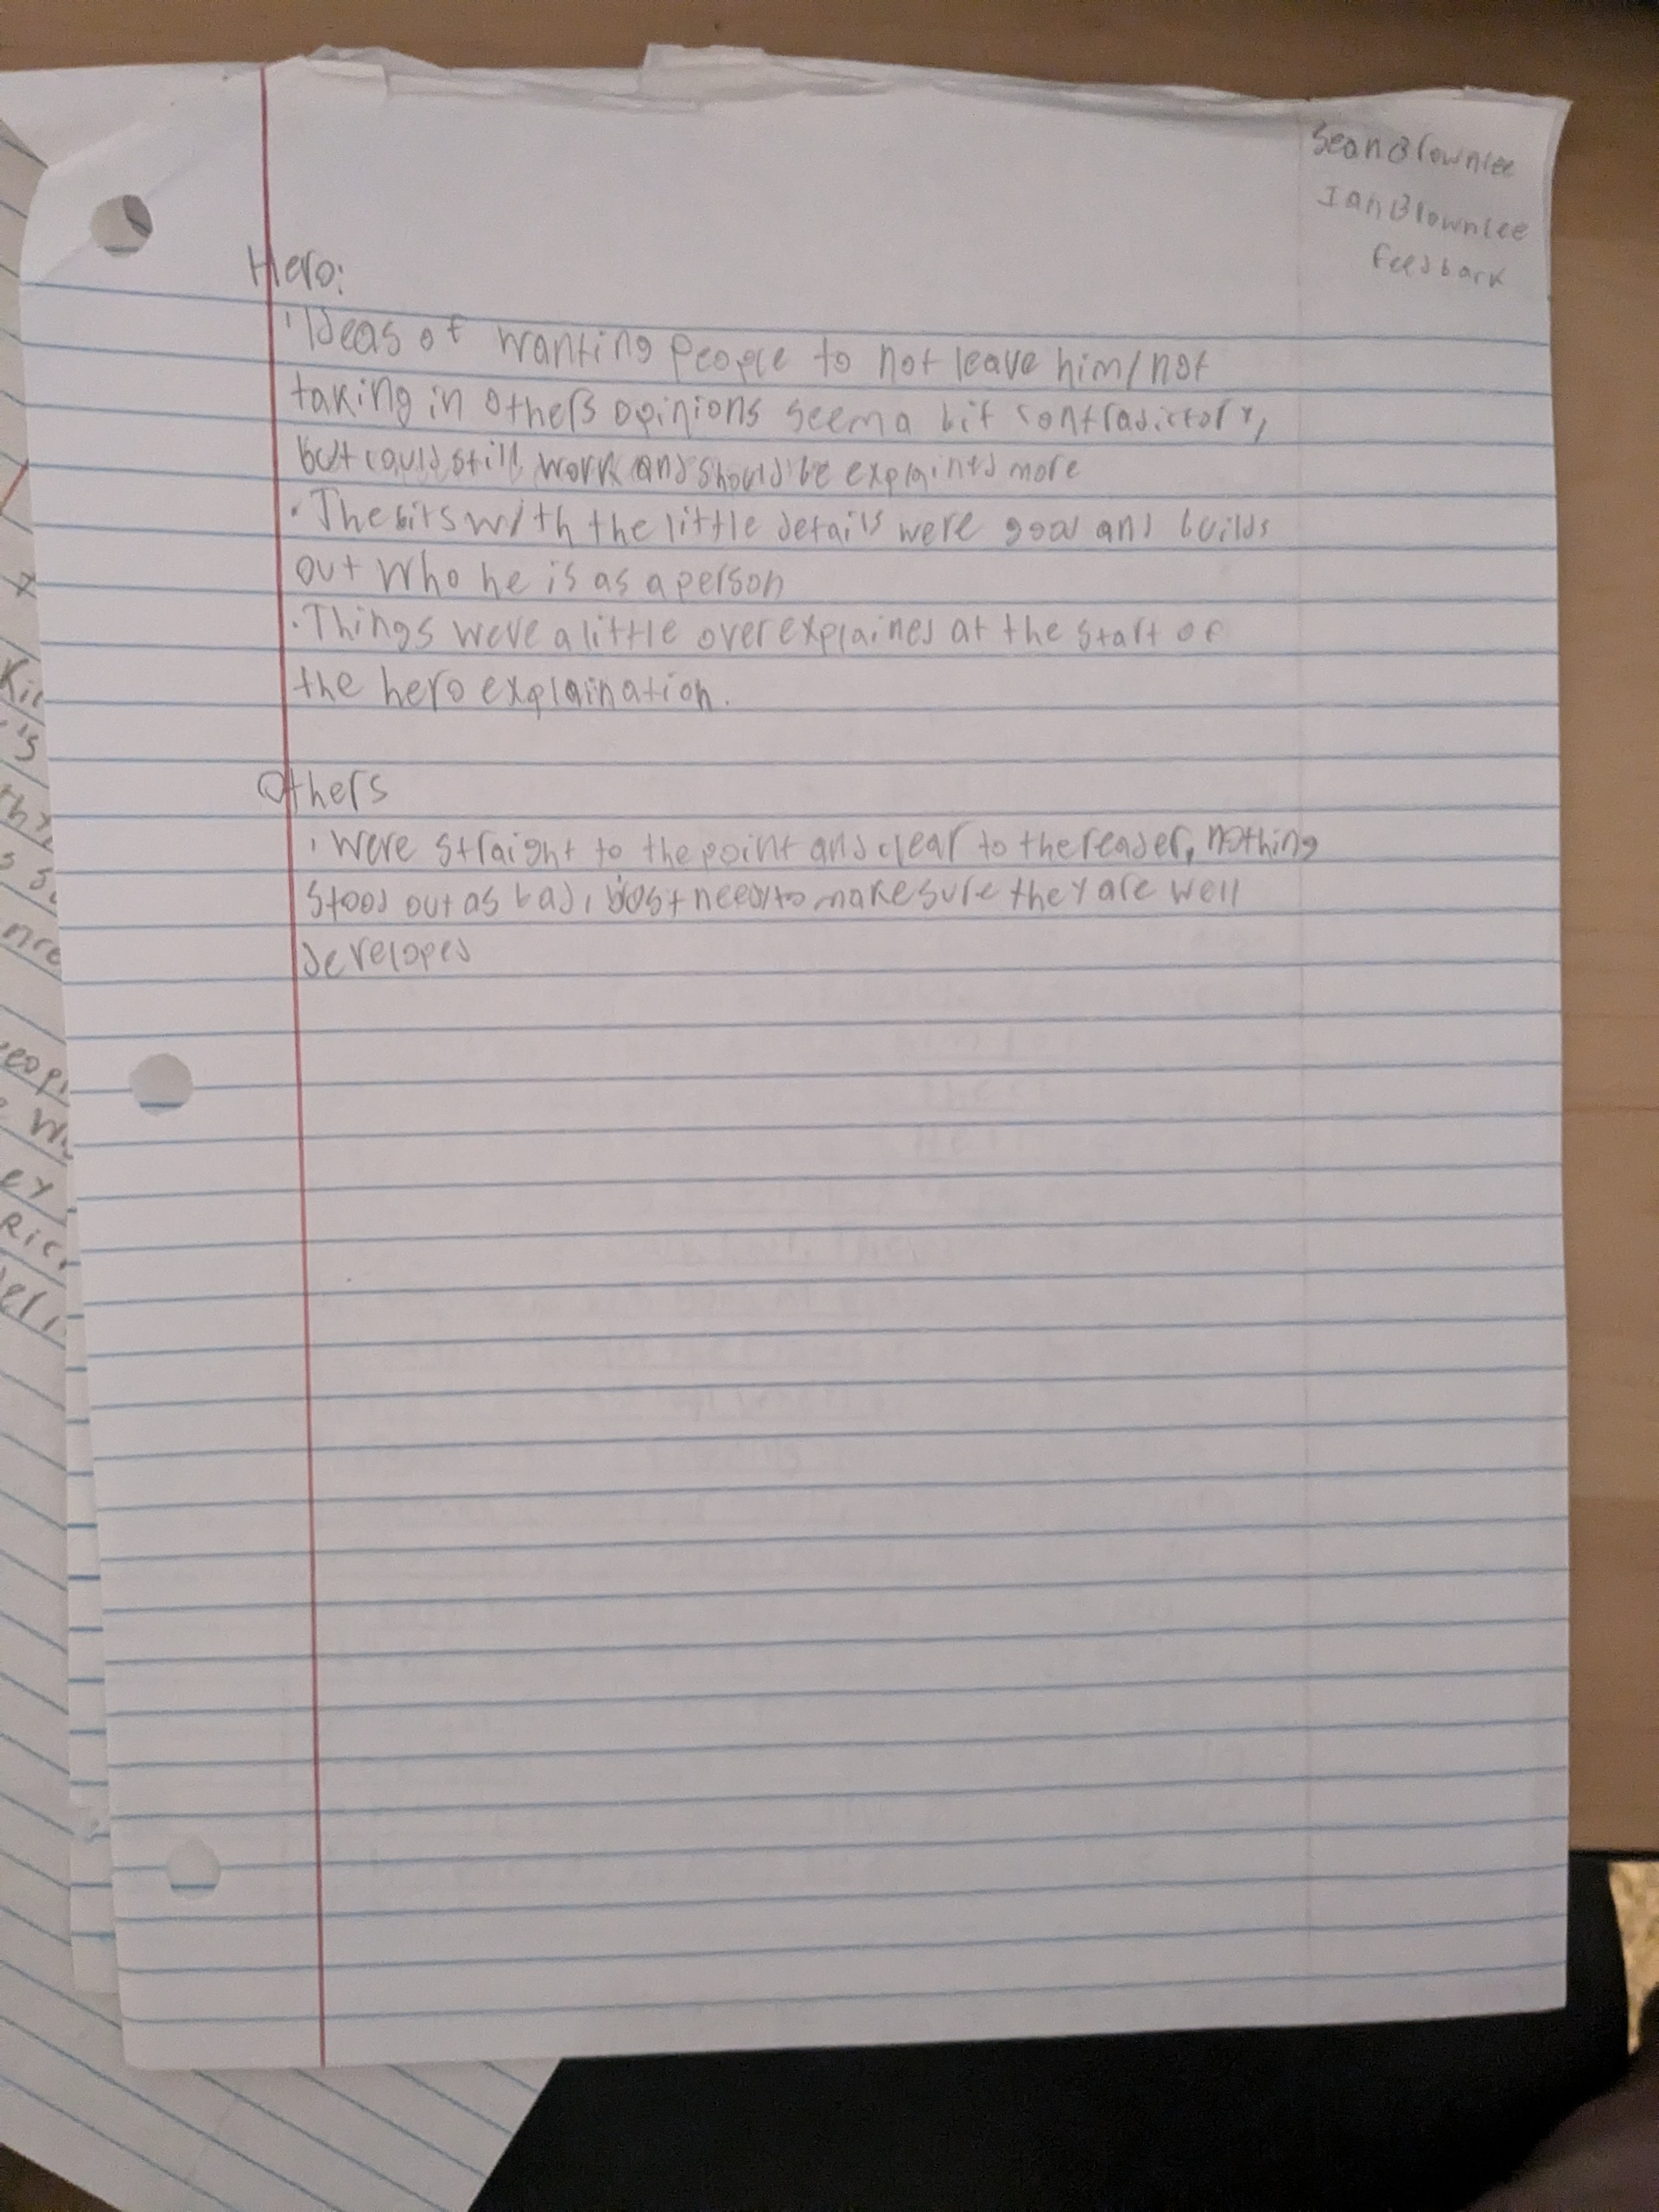 Sean Brownlee
Ian Brownlee
Feedback
Hero:
· Ideas of wanting people to not leave him/not
taking in others opinions seem a bit contradictory,
but could still work and should be explained more
· The bits with the little details were good and builds
out who he is as a person
· Things were a little over explained at the start of
the hero explaination.
Others
· Were straight to the point and clear to the reader, nothing
stood out as bad, just need to make sure they are well
developed